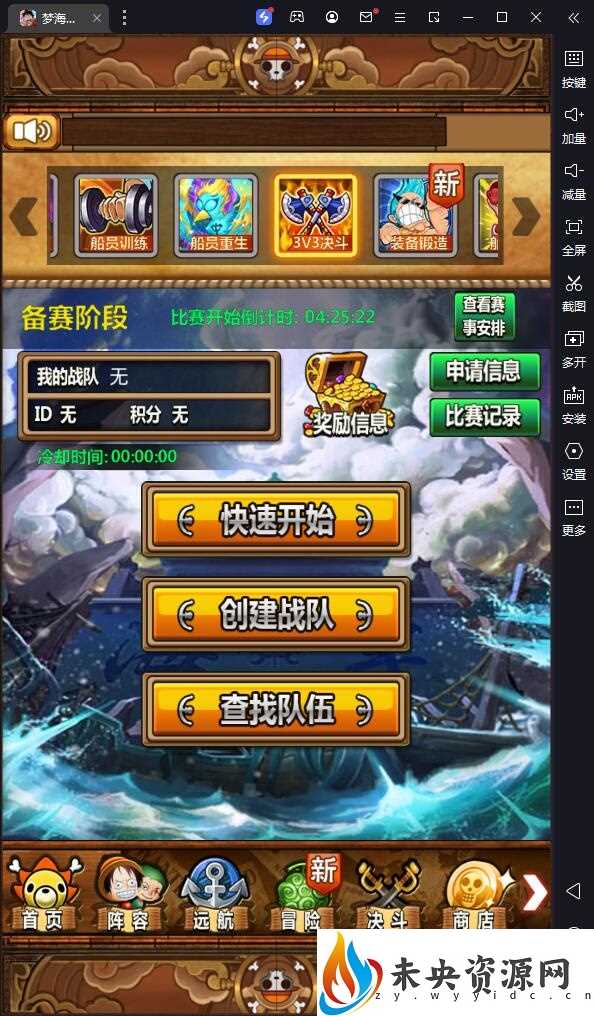 梦海...
按键
加量
减量
全屏
截图
多开
安装
设置
更多
APK
船员训练
船员重生
3V3决斗
新
装备锻造
船
备赛阶段
比赛开始倒计时: 04:25:22
查看赛
事安排
我的战队 无
ID 无 积分 无
奖励信息
申请信息
比赛记录
冷却时间: 00:00:00
快速开始
创建战队
查找队伍
新
首页
阵容
远航
冒险
决斗
商店
未央资源网
zy.wyyidc.cn